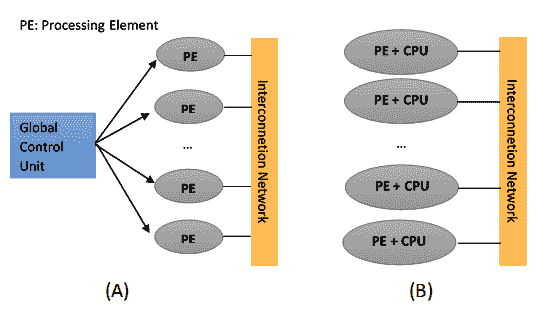 PE: Processing Element
Global
Control
Unit
PE
PE
...
PE
PE
Interconnetion Network
(A)
PE + CPU
PE + CPU
...
PE + CPU
PE + CPU
Interconnetion Network
(B)